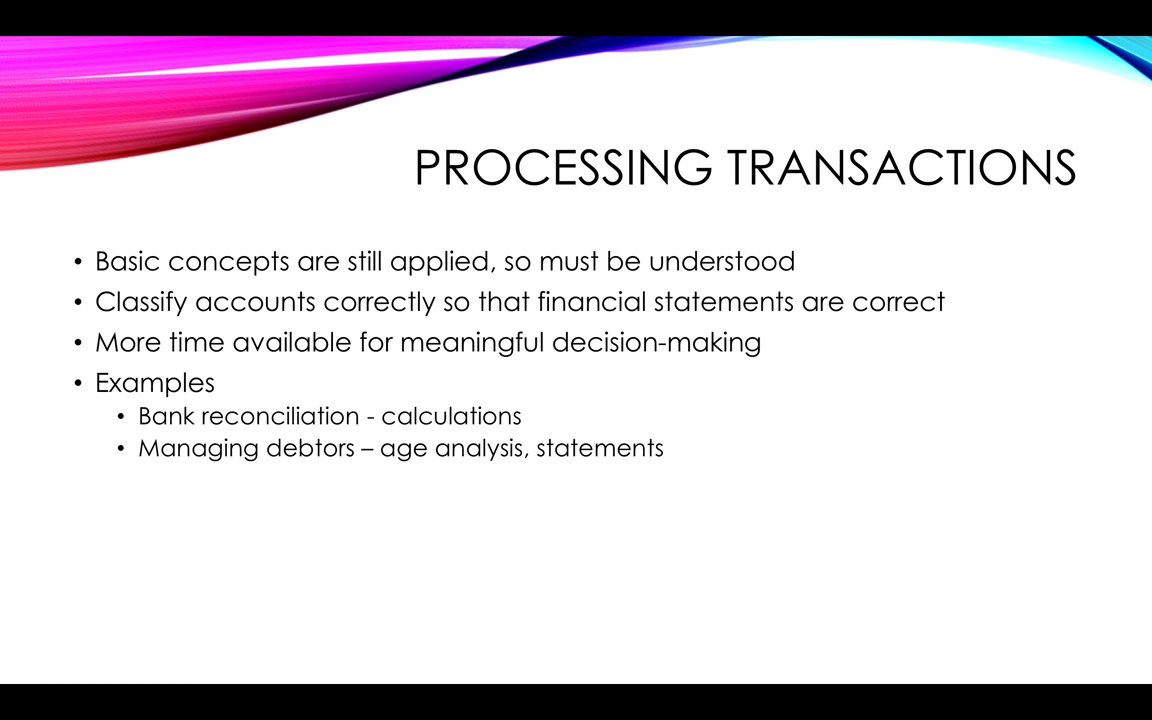 PROCESSING TRANSACTIONS
• Basic concepts are still applied, so must be understood
• Classify accounts correctly so that financial statements are correct
• More time available for meaningful decision-making
• Examples
• Bank reconciliation - calculations
• Managing debtors – age analysis, statements